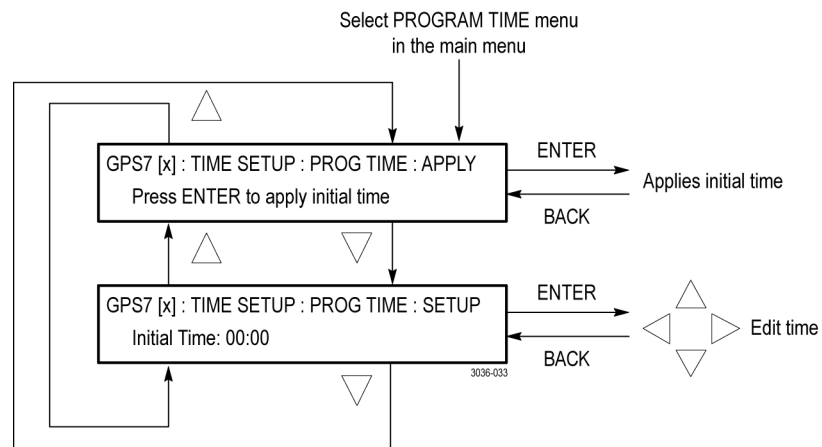 Select PROGRAM TIME menu
in the main menu
GPS7 [x] : TIME SETUP : PROG TIME : APPLY
Press ENTER to apply initial time
ENTER
BACK
Applies initial time
GPS7 [x] : TIME SETUP : PROG TIME : SETUP
Initial Time: 00:00
ENTER
BACK
Edit time
3036-033